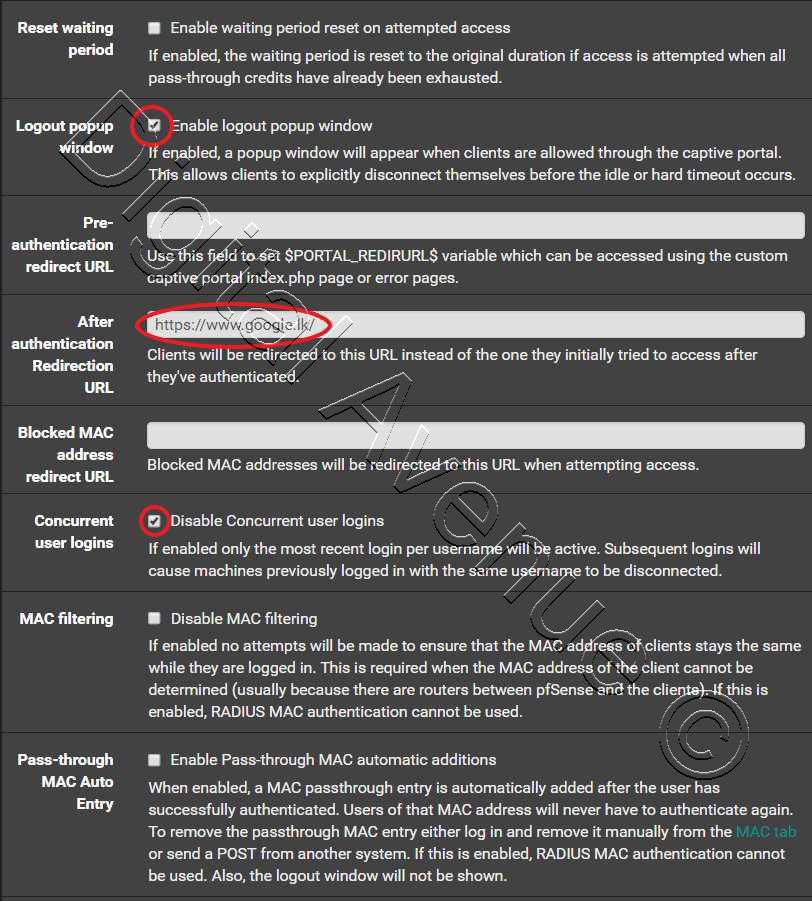 Reset waiting period
Enable waiting period reset on attempted access
If enabled, the waiting period is reset to the original duration if access is attempted when all
pass-through credits have already been exhausted.
Logout popup window
Enable logout popup window
If enabled, a popup window will appear when clients are allowed through the captive portal.
This allows clients to explicitly disconnect themselves before the idle or hard timeout occurs.
Pre-
authentication
redirect URL
Use this field to set $PORTAL_REDIRURL$ variable which can be accessed using the custom
captive portal index.php page or error pages.
After
authentication
Redirection
URL
https://www.google.lk/
Clients will be redirected to this URL instead of the one they initially tried to access after
they've authenticated.
Blocked MAC
address
redirect URL
Blocked MAC addresses will be redirected to this URL when attempting access.
Concurrent
user logins
Disable Concurrent user logins
If enabled only the most recent login per username will be active. Subsequent logins will
cause machines previously logged in with the same username to be disconnected.
MAC filtering
Disable MAC filtering
If enabled no attempts will be made to ensure that the MAC address of clients stays the same
while they are logged in. This is required when the MAC address of the client cannot be
determined (usually because there are routers between pfSense and the clients). If this is
enabled, RADIUS MAC authentication cannot be used.
Pass-through
MAC Auto
Entry
Enable Pass-through MAC automatic additions
When enabled, a MAC passthrough entry is automatically added after the user has
successfully authenticated. Users of that MAC address will never have to authenticate again.
To remove the passthrough MAC entry either log in and remove it manually from the MAC tab
or send a POST from another system. If this is enabled, RADIUS MAC authentication cannot
be used. Also, the logout window will not be shown.
Digital Avenue ©